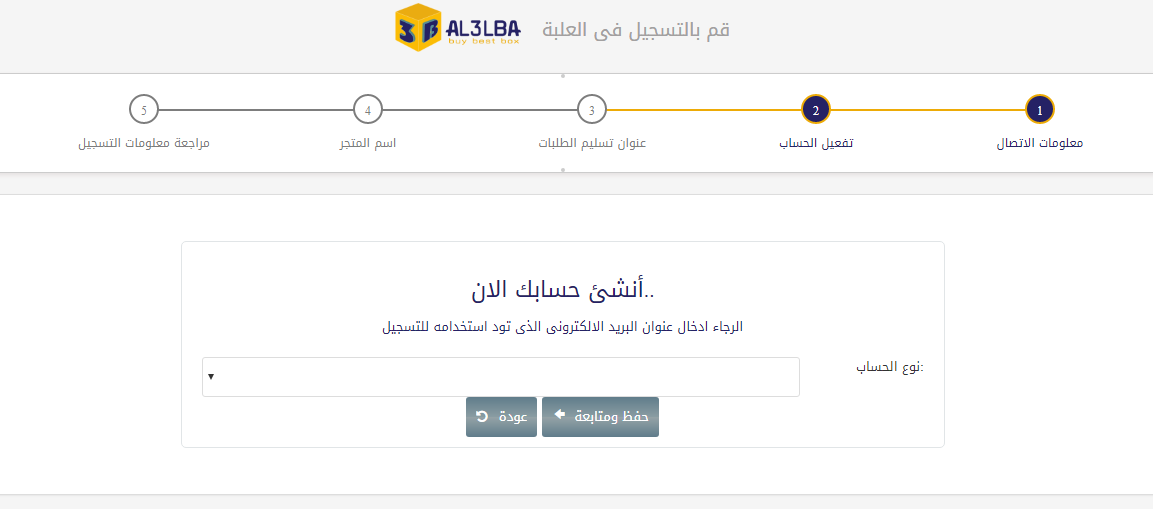 قم بالتسجيل فى العلبة
AL3LBA
buy best box
1
2
3
4
5
معلومات الاتصال
تفعيل الحساب
عنوان تسليم الطلبات
اسم المتجر
مراجعة معلومات التسجيل
أنشئ حسابك الان..
الرجاء ادخال عنوان البريد الالكترونى الذى تود استخدامه للتسجيل
نوع الحساب:
حفظ ومتابعة
عودة